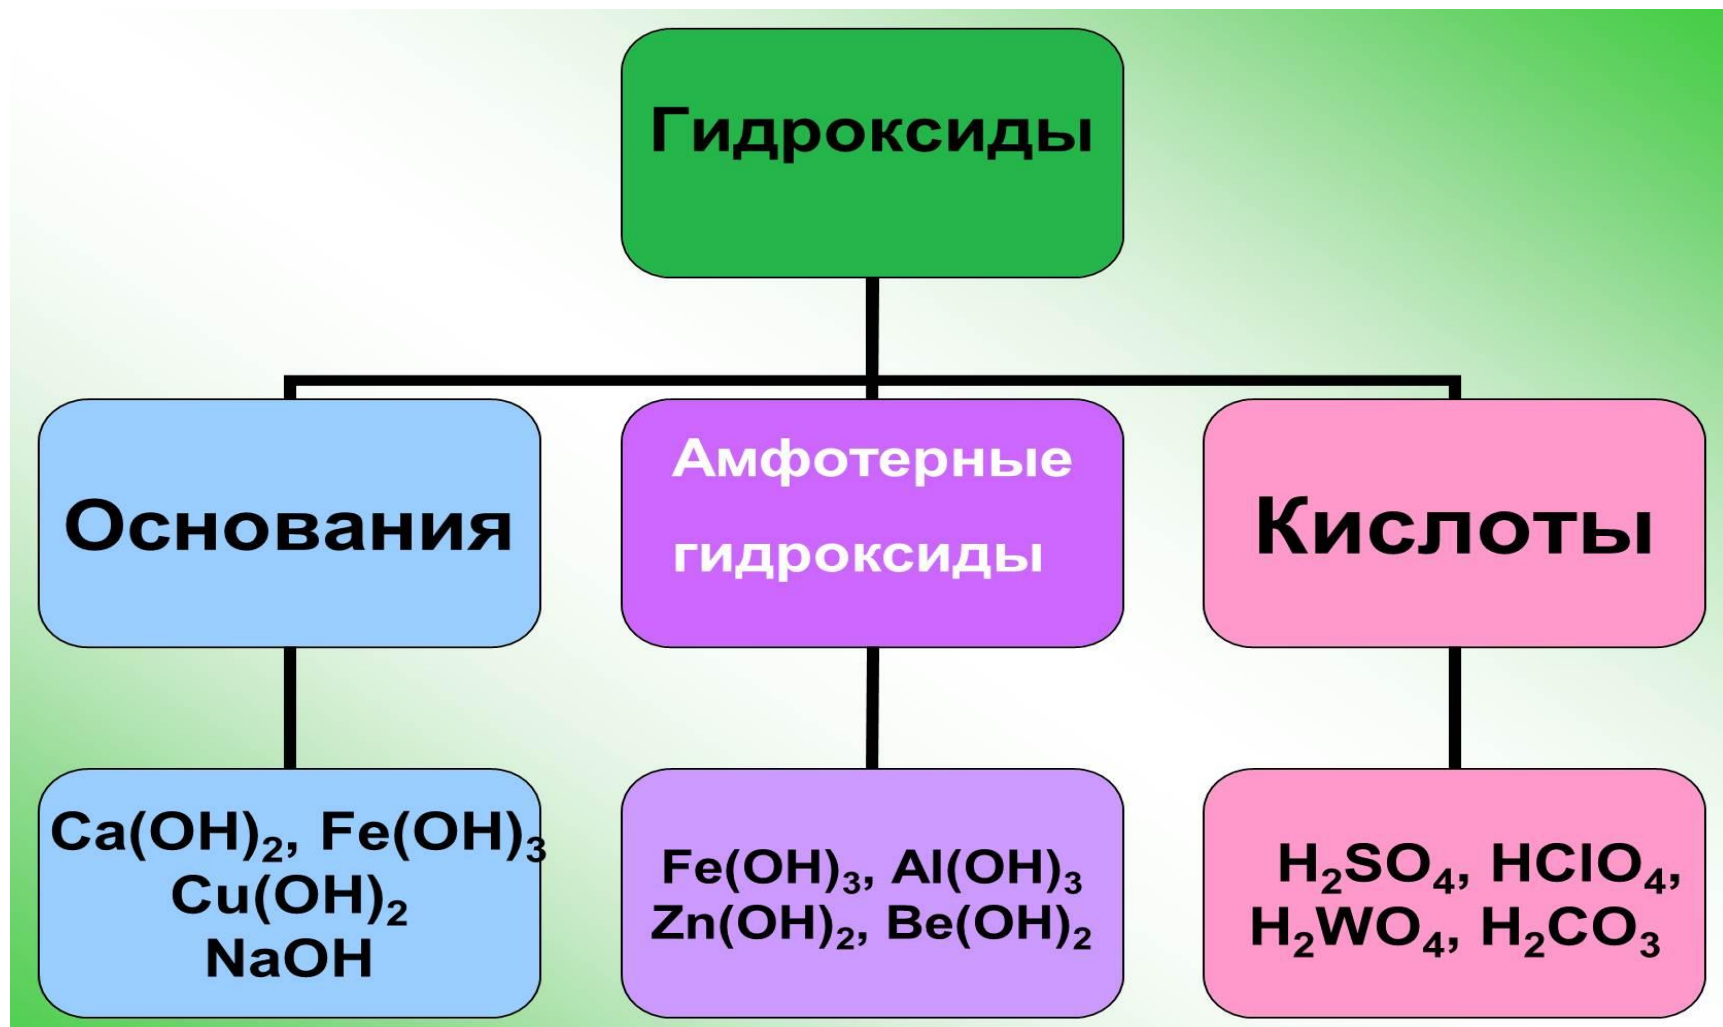 Гидроксиды
Основания
Амфотерные
гидроксиды
Кислоты
Ca(OH)₂, Fe(OH)₃
Cu(OH)₂
NaOH
Fe(OH)₃, Al(OH)₃
Zn(OH)₂, Be(OH)₂
H₂SO₄, HClO₄,
H₂WO₄, H₂CO₃